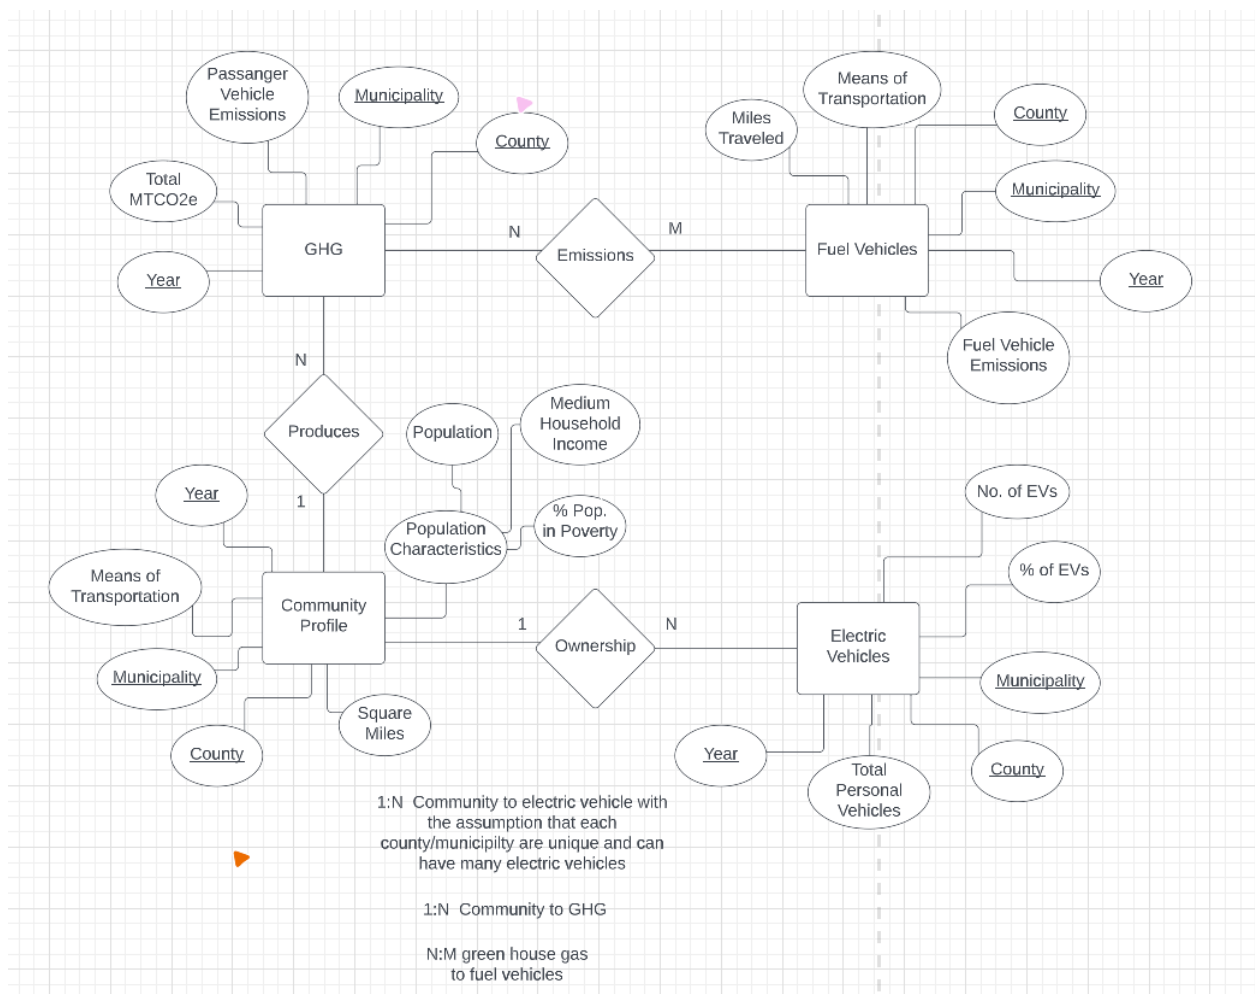 Passanger
Vehicle
Emissions
Municipality
County
Total
MTCO2e
Year
GHG
N
Emissions
M
Means of
Transportation
Miles
Traveled
County
Municipality
Fuel Vehicles
Year
Fuel Vehicle
Emissions
N
Produces
1
Population
Medium
Household
Income
Population
Characteristics
% Pop.
in Poverty
Year
Means of
Transportation
Community
Profile
Municipality
County
Square
Miles
1
Ownership
N
No. of EVs
% of EVs
Electric
Vehicles
Municipality
Year
Total
Personal
Vehicles
County
1:N  Community to electric vehicle with
the assumption that each
county/municipilty are unique and can
have many electric vehicles
1:N  Community to GHG
N:M green house gas
to fuel vehicles